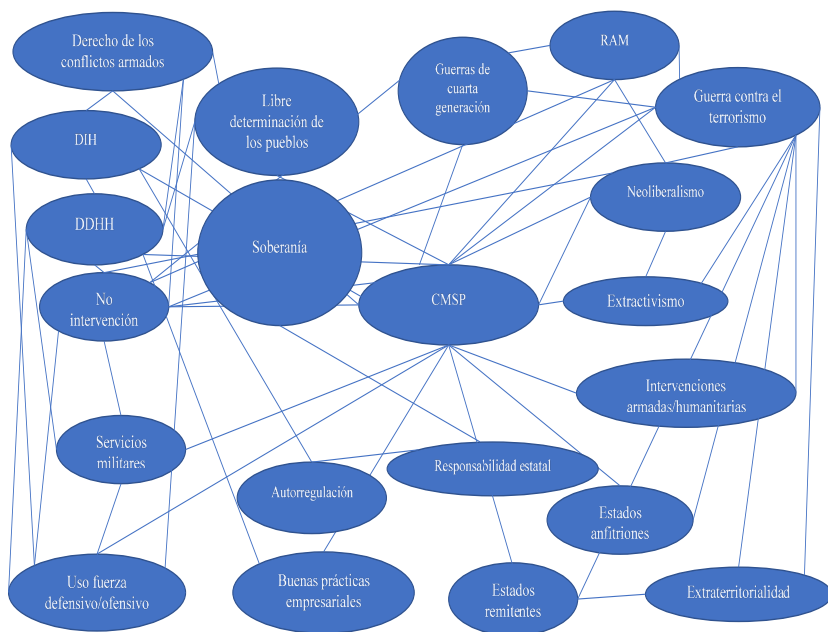 Derecho de los
conflictos armados
RAM
Guerras de
cuarta
generación
Libre
determinación de
los pueblos
Guerra contra el
terrorismo
DIH
Neoliberalismo
DDHH
Soberanía
No
intervención
CMSP
Extractivismo
Intervenciones
armadas/humanitarias
Servicios
militares
Responsabilidad estatal
Autorregulación
Estados
anfitriones
Uso fuerza
defensivo/ofensivo
Buenas prácticas
empresariales
Estados
remitentes
Extraterritorialidad